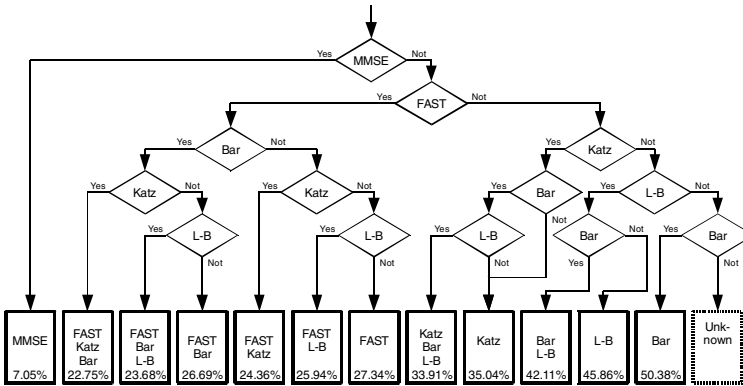 Yes MMSE Not
Yes FAST Not
Yes Bar Not
Yes Katz Not
Yes Katz Not
Yes Katz Not
Yes Bar Not
Yes L-B Not
Yes L-B Not
Yes L-B Not
Yes L-B Not
Bar Not
Yes
Yes Bar Not
MMSE
7.05%
FAST
Katz
Bar
22.75%
FAST
Bar
L-B
23.68%
FAST
Bar
26.69%
FAST
Katz
24.36%
FAST
L-B
25.94%
FAST
27.34%
Katz
Bar
L-B
33.91%
Katz
35.04%
Bar
L-B
42.11%
L-B
45.86%
Bar
50.38%
Unk-
nown